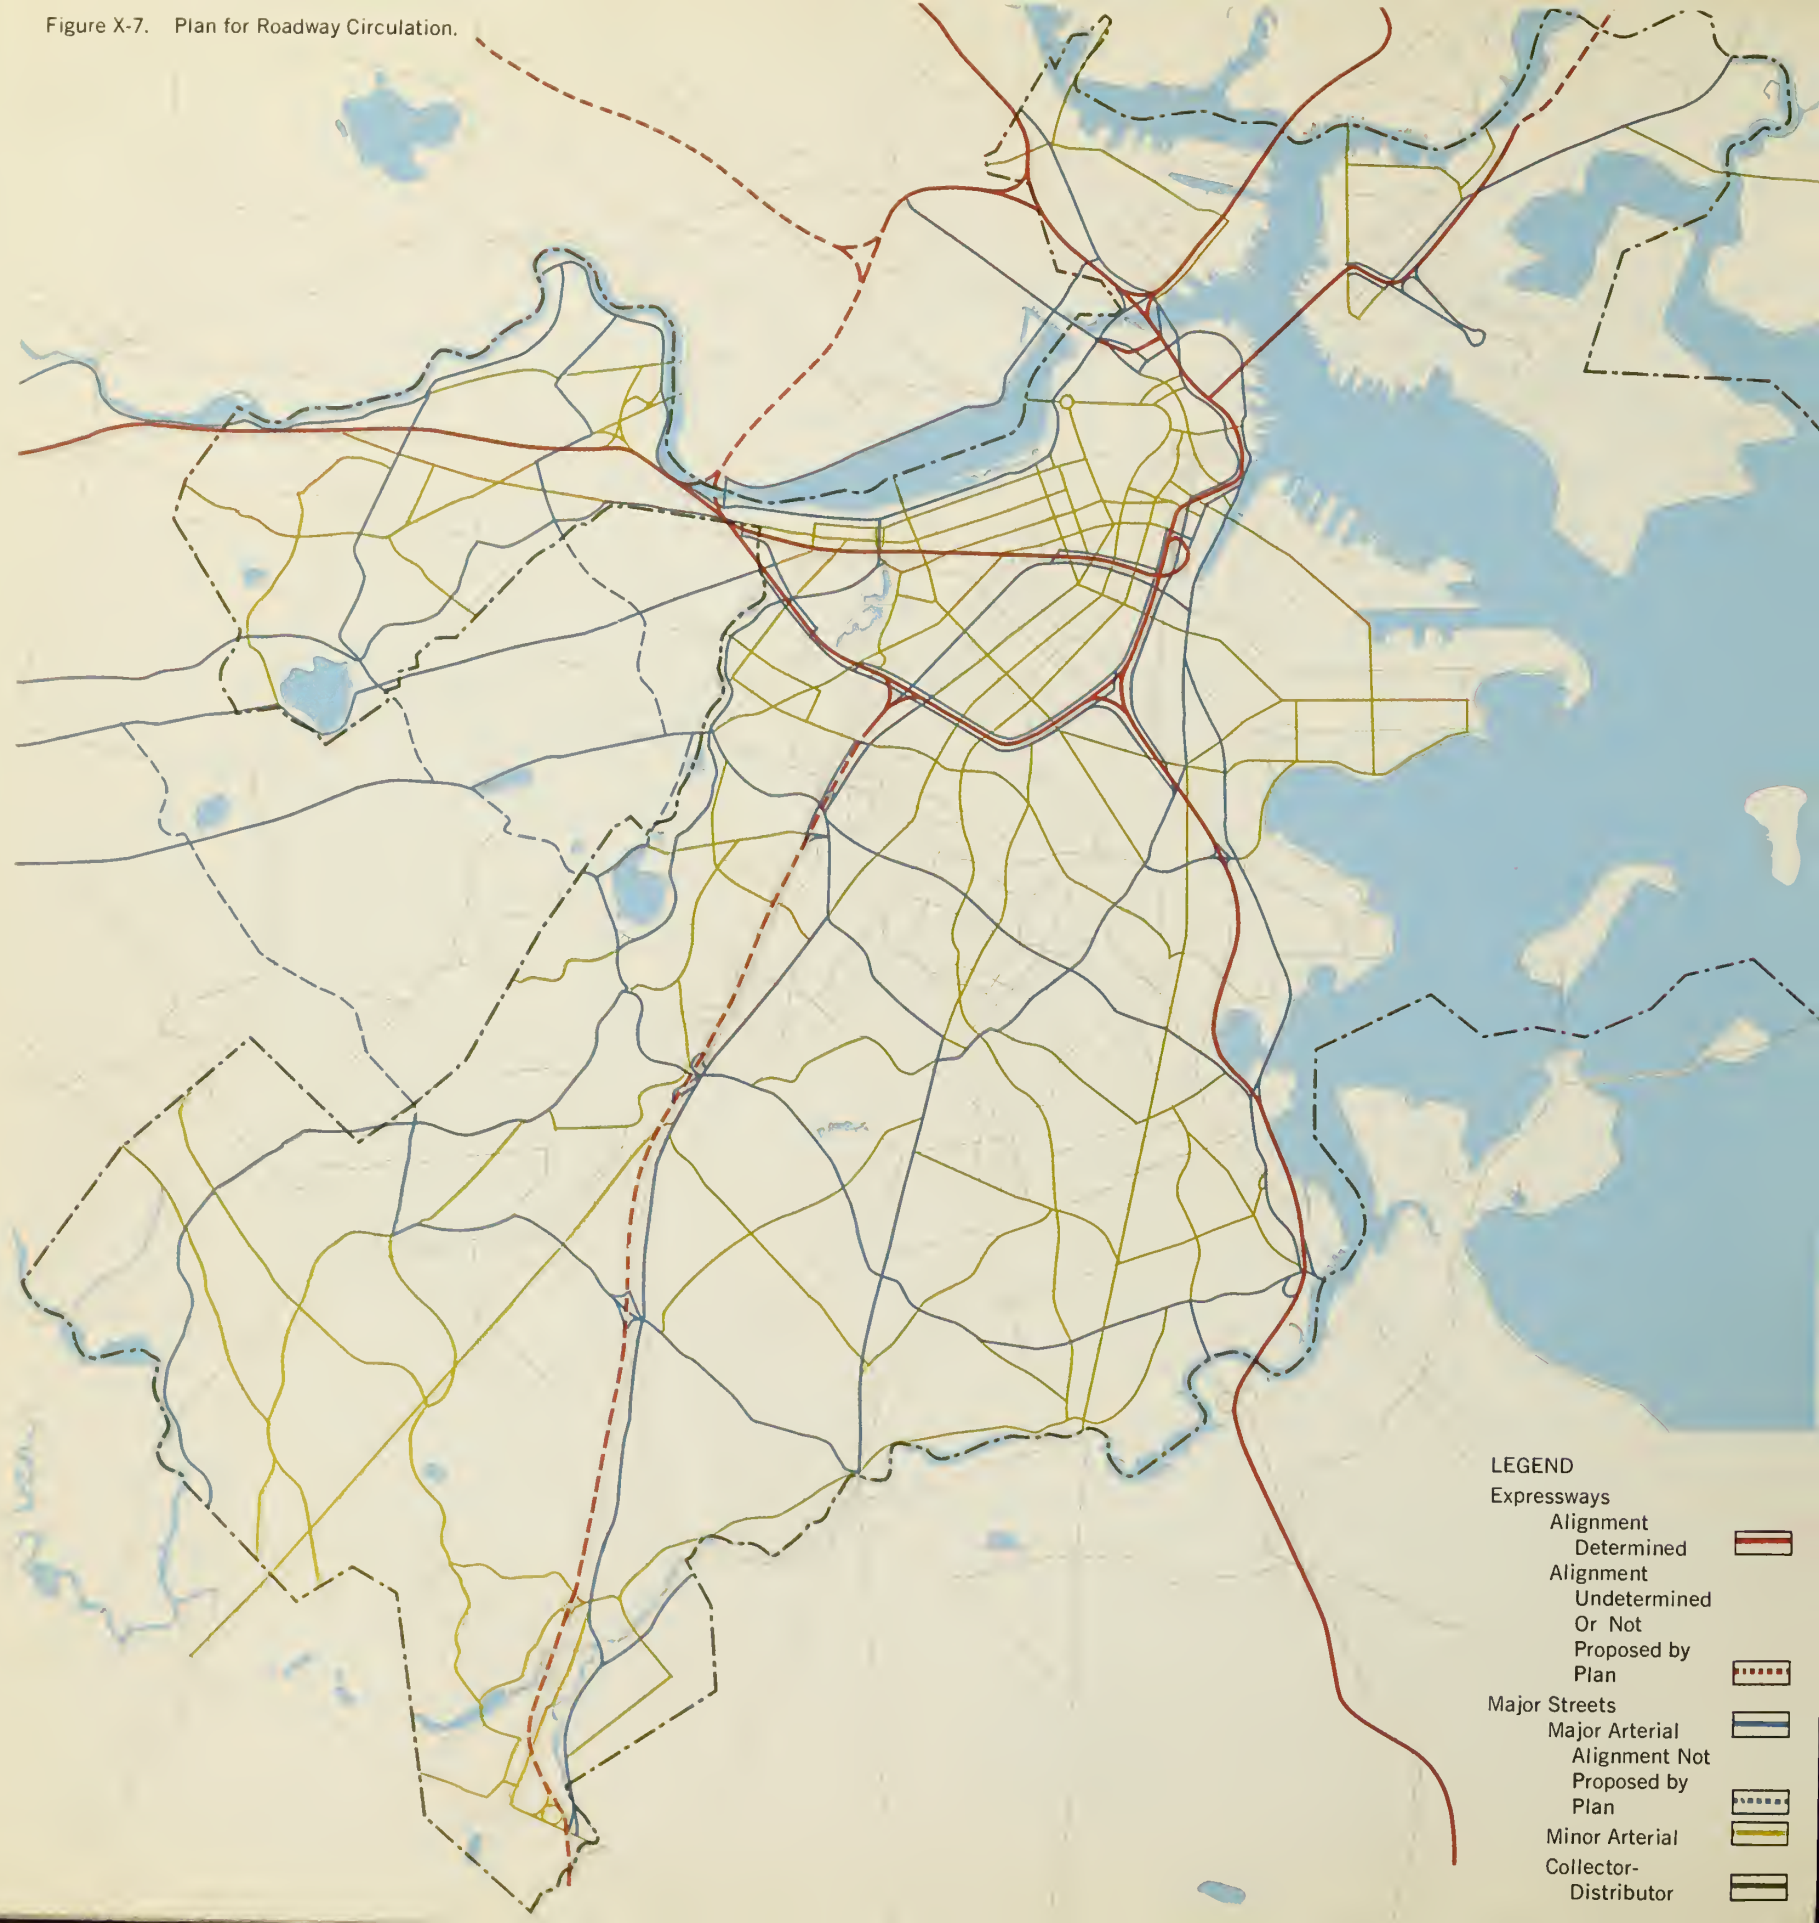 Figure X-7. Plan for Roadway Circulation.
LEGEND
Expressways
Alignment
Determined
Alignment
Undetermined
Or Not
Proposed by
Plan
Major Streets
Major Arterial
Alignment Not
Proposed by
Plan
Minor Arterial
Collector-
Distributor